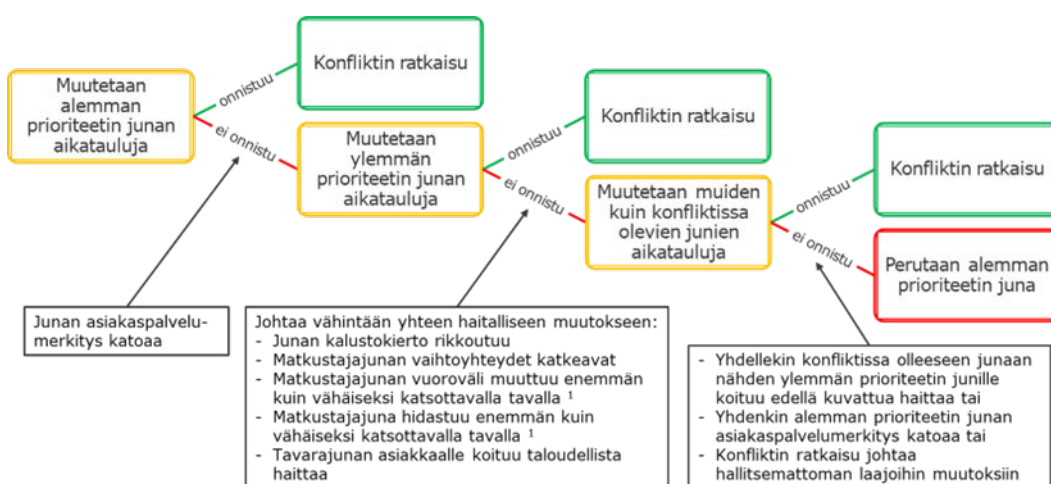 Muutetaan
alemman
prioriteetin junan
aikatauluja
onnistuu
ei onnistu
Konfliktin ratkaisu
Muutetaan
ylemmän
prioriteetin junan
aikatauluja
onnistuu
ei onnistu
Konfliktin ratkaisu
Muutetaan muiden
kuin konfliktissa
olevien junien
aikatauluja
onnistuu
ei onnistu
Konfliktin ratkaisu
Perutaan alemman
prioriteetin juna
Junan asiakaspalvelu-
merkitys katoaa
Johtaa vähintään yhteen haitalliseen muutokseen:
- Junan kalustokierto rikkoutuu
- Matkustajajunan vaihtoyhteydet katkeavat
- Matkustajajunan vuoroväli muuttuu enemmän
kuin vähäiseksi katsottavalla tavalla ¹
- Matkustajajuna hidastuu enemmän kuin
vähäiseksi katsottavalla tavalla ¹
- Tavarajunan asiakkaalle koituu taloudellista
haittaa
- Yhdellekin konfliktissa olleeseen junaan
nähden ylemmän prioriteetin junille
koituu edellä kuvattua haittaa tai
- Yhdenkin alemman prioriteetin junan
asiakaspalvelumerkitys katoaa tai
- Konfliktin ratkaisu johtaa
hallitsemattoman laajoihin muutoksiin